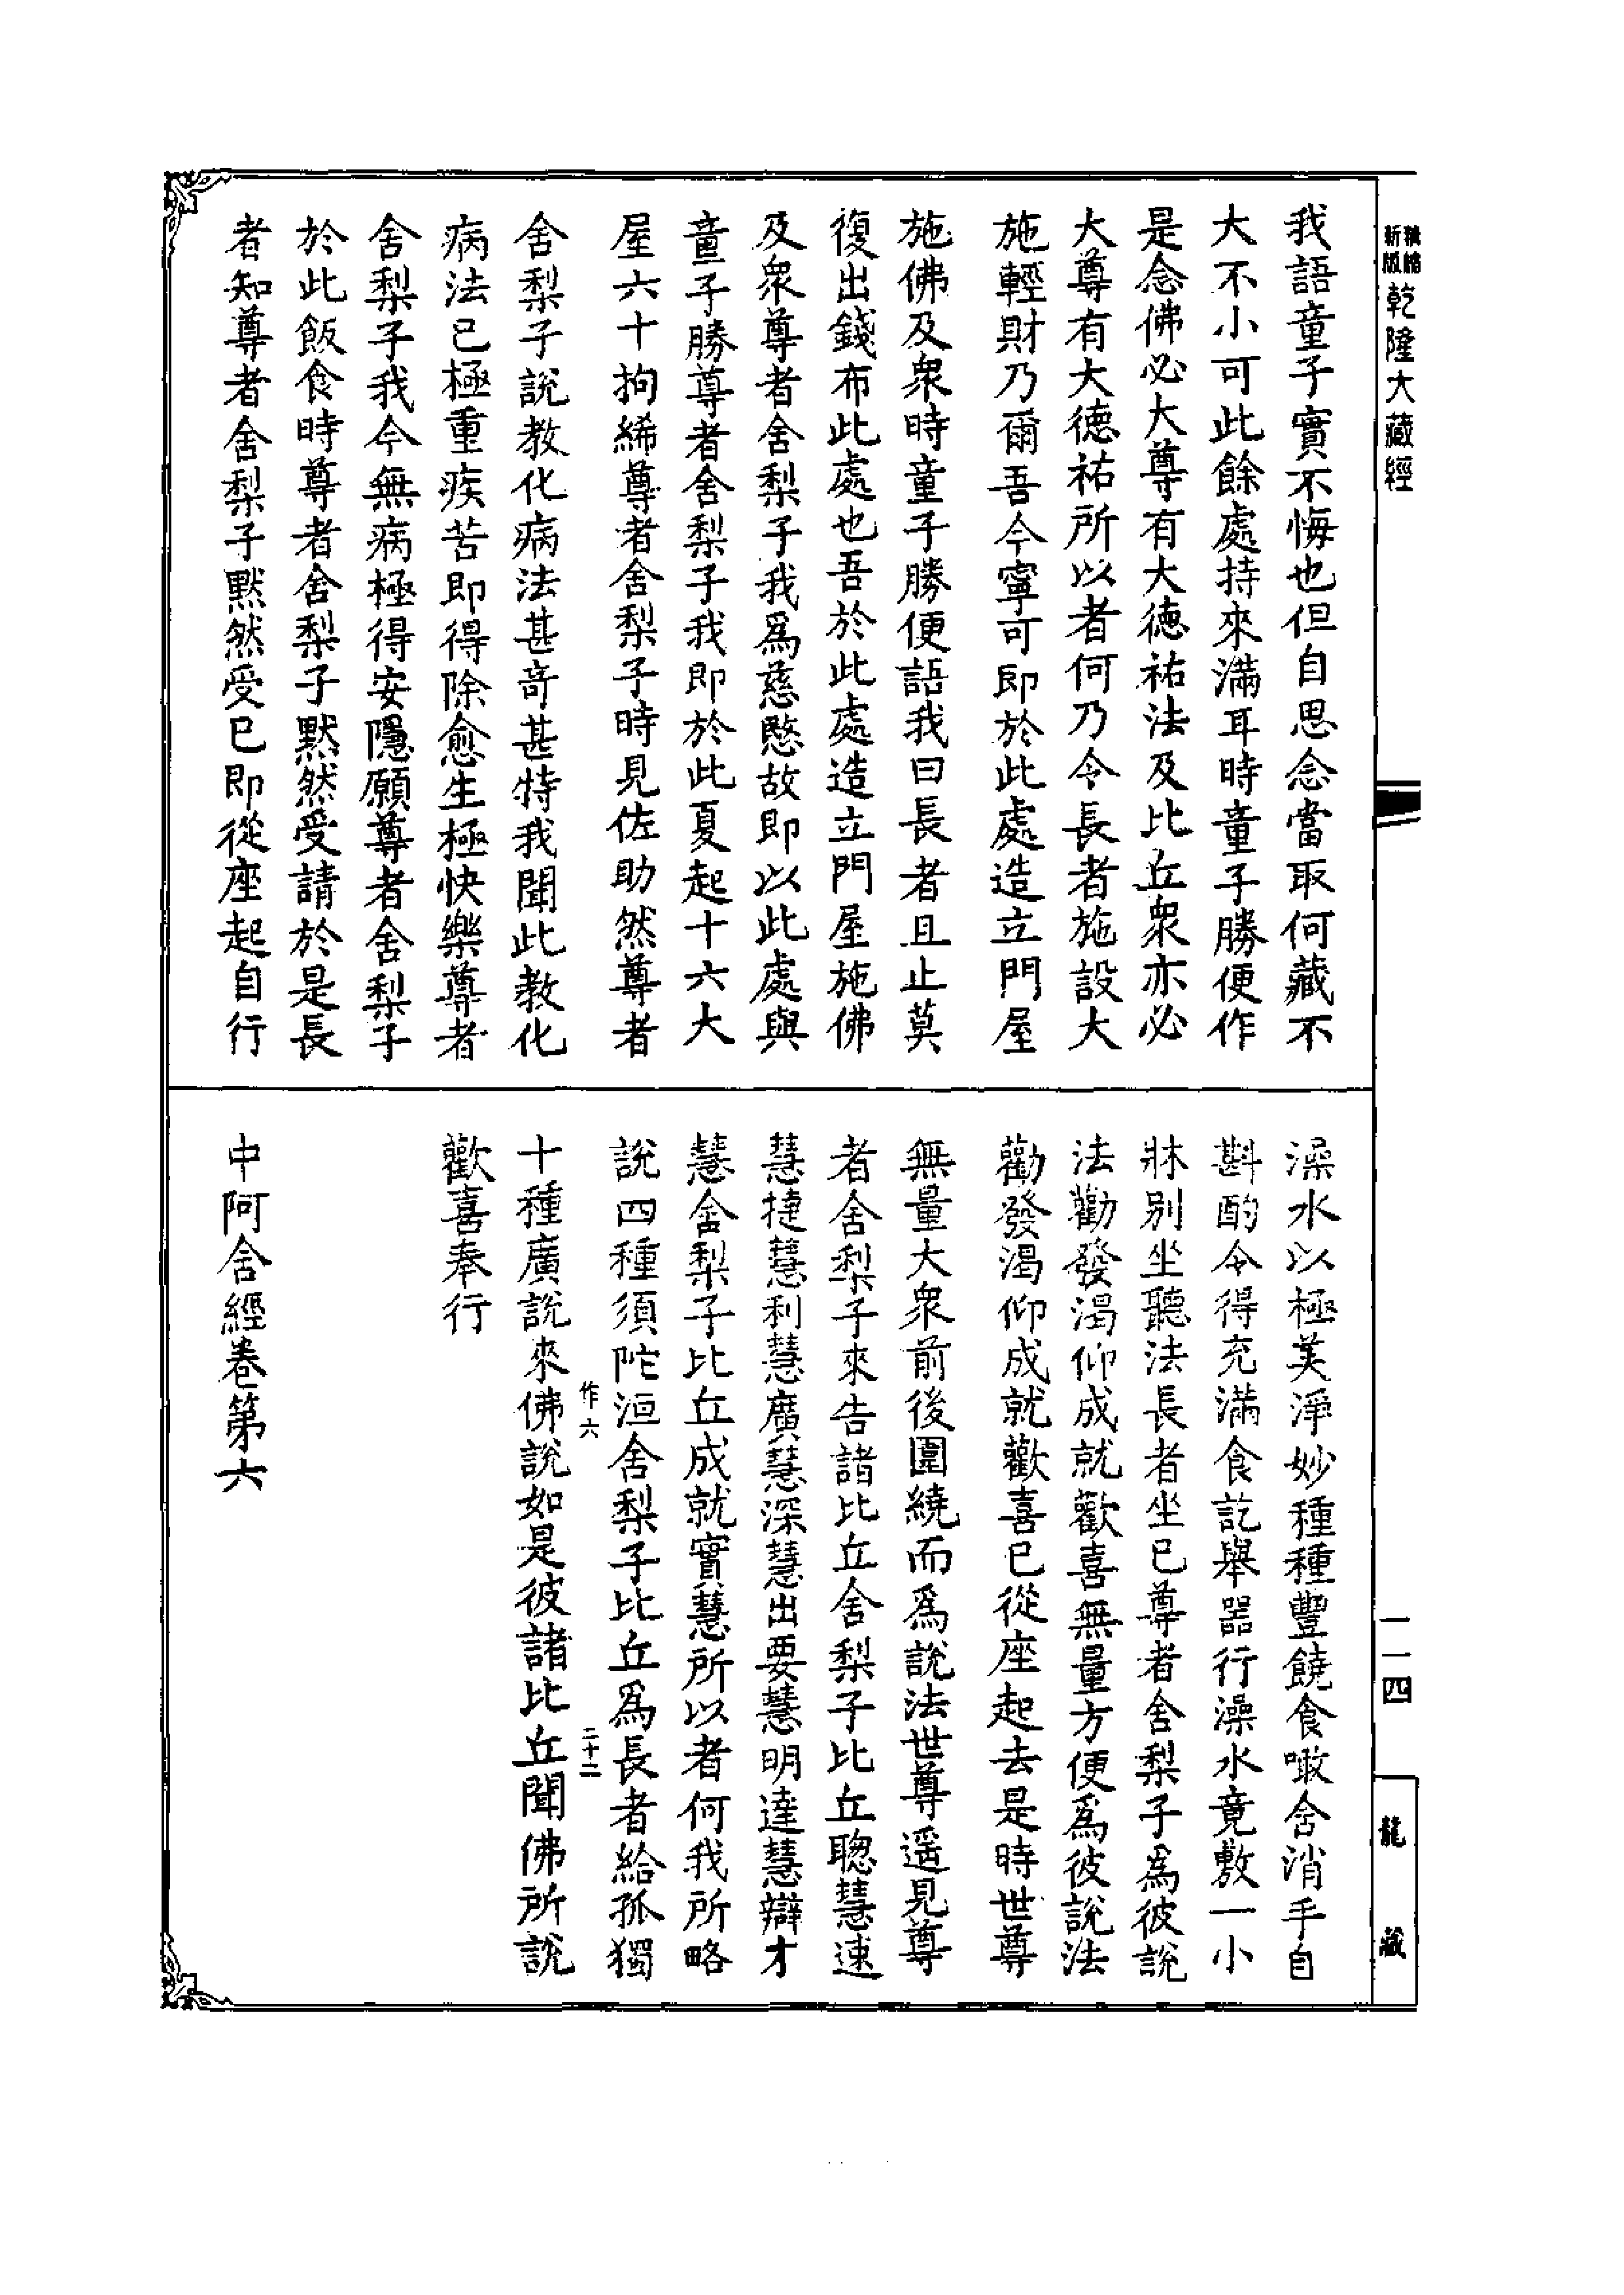 新版
精縮
乾隆大藏經
一一四
龍藏
我語童子實不悔也但自思念當取何藏不
大不小可此餘處持來滿耳時童子勝便作
是念佛必大尊有大德祐法及比丘衆亦必
大尊有大德祐所以者何乃令長者施設大
施輕財乃爾吾今寧可即於此處造立門屋
施佛及衆時童子勝便語我曰長者且止莫
復出錢布此處也吾於此處造立門屋施佛
及衆尊者舍梨子我爲慈愍故即以此處與
童子勝尊者舍梨子我即於此夏起十六大
屋六十拘絺尊者舍梨子時見佐助然尊者
舍梨子說教化病法甚奇甚特我聞此教化
病法已極重疾苦即得除愈生極快樂尊者
舍梨子我今無病極得安隱願尊者舍梨子
於此飯食時尊者舍梨子默然受請於是長
者知尊者舍梨子默然受已即從座起自行
澡水以極美淨妙種種豐饒食噉含消手自
斟酌令得充滿食訖舉器行澡水竟敷一小
牀別坐聽法長者坐已尊者舍梨子爲彼說
法勸發渴仰成就歡喜無量方便爲彼說法
勸發渴仰成就歡喜已從座起去是時世尊
無量大衆前後圍繞而爲說法世尊遥見尊
者舍梨子來告諸比丘舍梨子比丘聰慧速
慧捷慧利慧廣慧深慧出要慧明達慧辯才
慧舍梨子比丘成就實慧所以者何我所略
說四種須陀洹舍梨子比丘爲長者給孤獨
作六
二十二
十種廣說來佛說如是彼諸比丘聞佛所說
歡喜奉行
中阿含經卷第六